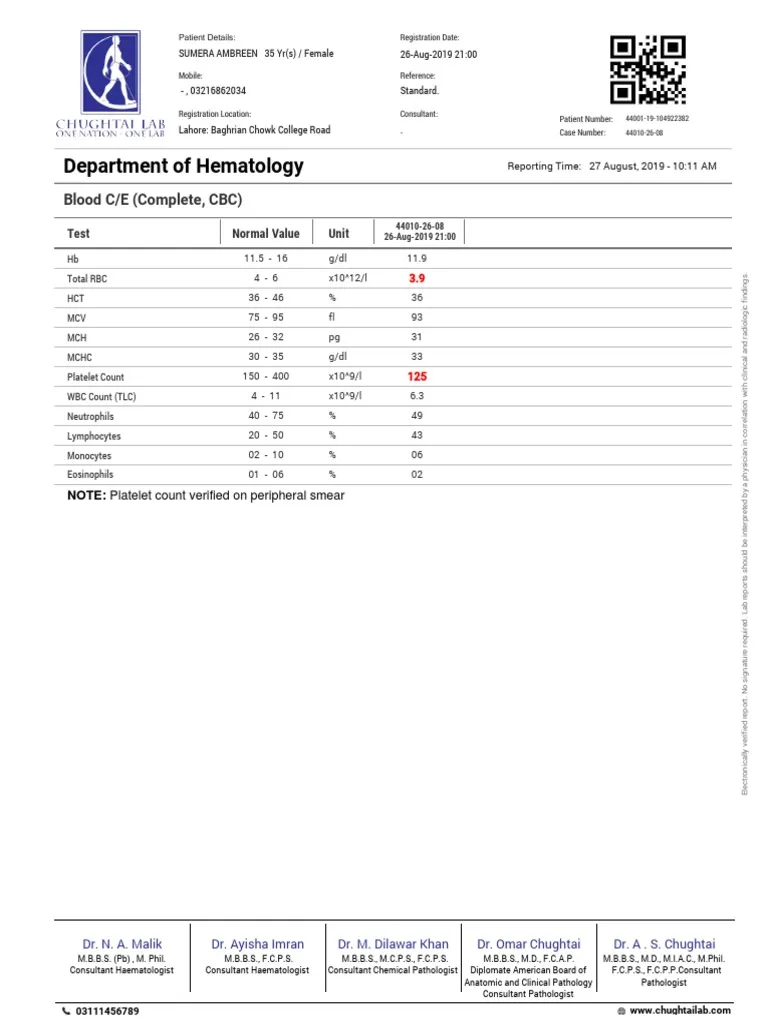 CHUGHTAI LAB
ONE NATION - ONE LAB
Patient Details:
SUMERA AMBREEN 35 Yr(s) / Female
Mobile:
- , 03216862034
Registration Location:
Lahore: Baghrian Chowk College Road
Registration Date:
26-Aug-2019 21:00
Reference:
Standard.
Consultant:
.
Patient Number: 44001-19-104922382
Case Number: 44010-26-08
Department of Hematology
Reporting Time: 27 August, 2019 - 10:11 AM
Blood C/E (Complete, CBC)
Test Normal Value Unit 44010-26-08 26-Aug-2019 21:00
Hb 11.5 - 16 g/dl 11.9
Total RBC 4 - 6 x10^12/l 3.9
HCT 36 - 46 % 36
MCV 75 - 95 fl 93
MCH 26 - 32 pg 31
MCHC 30 - 35 g/dl 33
Platelet Count 150 - 400 x10^9/l 125
WBC Count (TLC) 4 - 11 x10^9/l 6.3
Neutrophils 40 - 75 % 49
Lymphocytes 20 - 50 % 43
Monocytes 02 - 10 % 06
Eosinophils 01 - 06 % 02
NOTE: Platelet count verified on peripheral smear
Electronically verified report. No signature required. Lab reports should be interpreted by a physician in correlation with clinical and radiologic findings.
Dr. N. A. Malik
M.B.B.S. (Pb) , M. Phil.
Consultant Haematologist
Dr. Ayisha Imran
M.B.B.S., F.C.P.S.
Consultant Haematologist
Dr. M. Dilawar Khan
M.B.B.S., M.C.P.S., F.C.P.S.
Consultant Chemical Pathologist
Dr. Omar Chughtai
M.B.B.S., M.D., F.C.A.P.
Diplomate American Board of
Anatomic and Clinical Pathology
Consultant Pathologist
Dr. A . S. Chughtai
M.B.B.S., M.D., M.I.A.C., M.Phil.
F.C.P.S., F.C.P.P.Consultant
Pathologist
03111456789
www.chughtailab.com